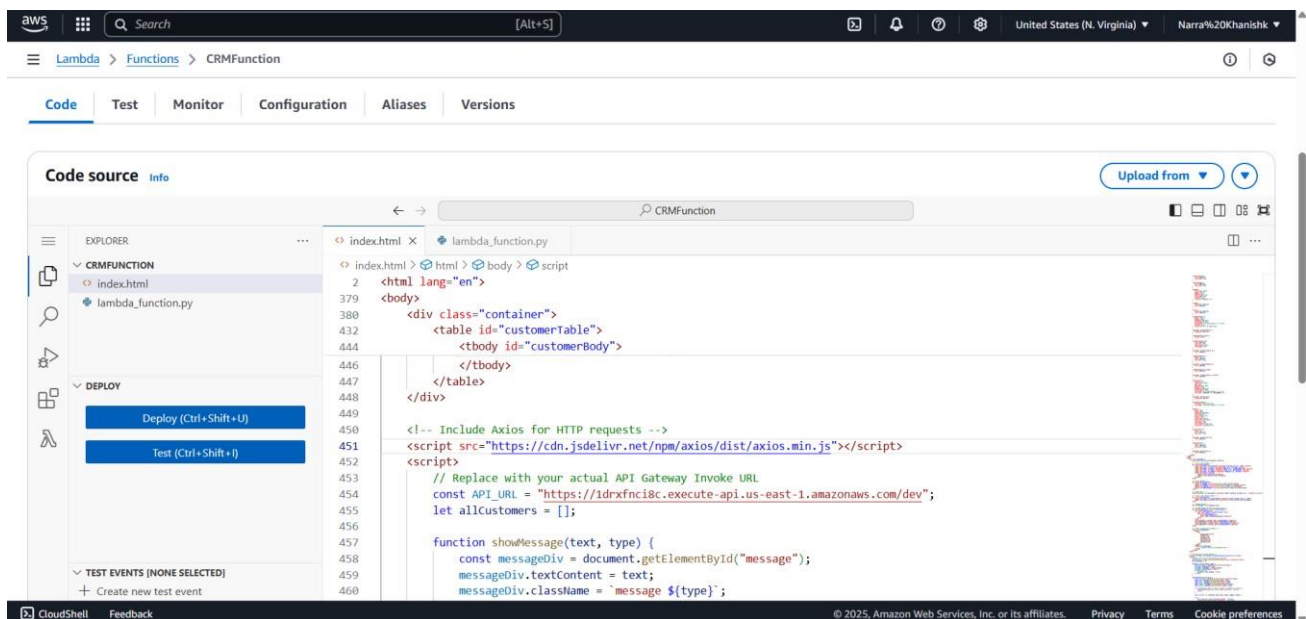 aws Search [Alt+S] United States (N. Virginia) Narra%20Khanishk
Lambda > Functions > CRMFunction
Code Test Monitor Configuration Aliases Versions
Code source Info Upload from
CRMFunction
EXPLORER ... index.html lambda_function.py
CRMFUNCTION
index.html
lambda_function.py
DEPLOY
Deploy (Ctrl+Shift+U)
Test (Ctrl+Shift+I)
TEST EVENTS [NONE SELECTED]
+ Create new test event
index.html > html > body > script
2 <html lang="en">
379 <body>
380 <div class="container">
432 <table id="customerTable">
444 <tbody id="customerBody">
446 </tbody>
447 </table>
448 </div>
449
450 <!-- Include Axios for HTTP requests -->
451 <script src="https://cdn.jsdelivr.net/npm/axios/dist/axios.min.js"></script>
452 <script>
453 // Replace with your actual API Gateway Invoke URL
454 const API_URL = "https://1drxfnci8c.execute-api.us-east-1.amazonaws.com/dev";
455 let allCustomers = [];
456
457 function showMessage(text, type) {
458 const messageDiv = document.getElementById("message");
459 messageDiv.textContent = text;
460 messageDiv.className = `message ${type}`;
CloudShell Feedback © 2025, Amazon Web Services, Inc. or its affiliates. Privacy Terms Cookie preferences